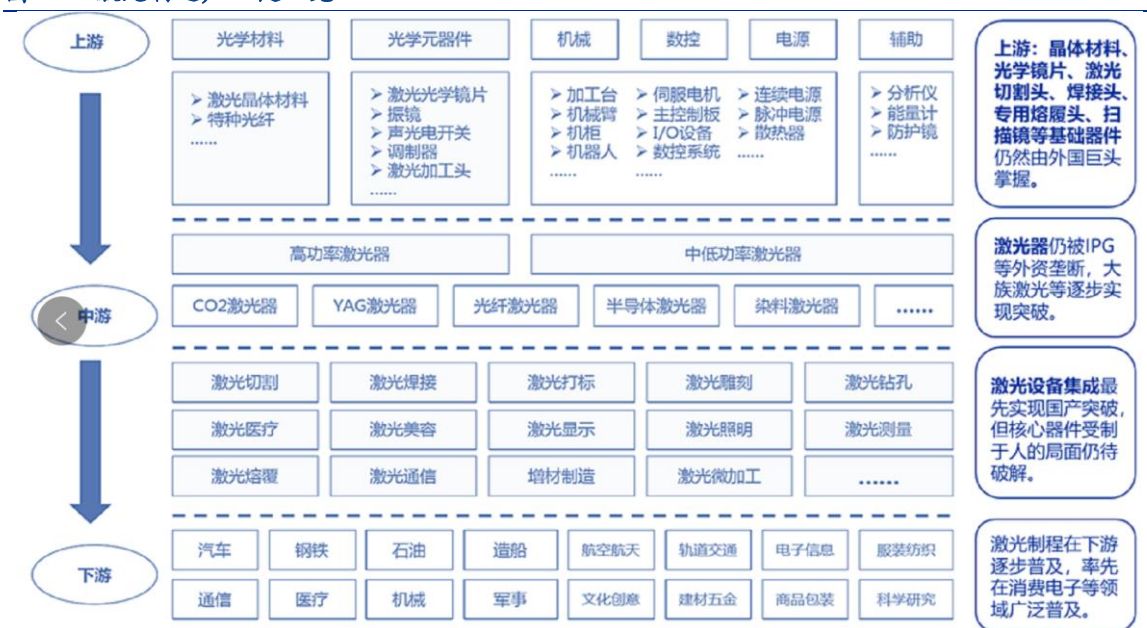 上游
光学材料
光学元器件
机械
数控
电源
辅助
➢ 激光晶体材料
➢ 特种光纤
......
➢ 激光光学镜片
➢ 振镜
➢ 声光电开关
➢ 调制器
➢ 激光加工头
......
➢ 加工台
➢ 机械臂
➢ 机柜
➢ 机器人
......
➢ 伺服电机
➢ 主控制板
➢ I/O设备
➢ 数控系统
......
➢ 连续电源
➢ 脉冲电源
➢ 散热器
......
➢ 分析仪
➢ 能量计
➢ 防护镜
......
上游：晶体材料、
光学镜片、激光
切割头、焊接头、
专用熔履头、扫
描镜等基础器件
仍然由外国巨头
掌握。
高功率激光器
中低功率激光器
中游
CO2激光器
YAG激光器
光纤激光器
半导体激光器
染料激光器
......
激光器仍被IPG
等外资垄断，大
族激光等逐步实
现突破。
激光切割
激光焊接
激光打标
激光雕刻
激光钻孔
激光医疗
激光美容
激光显示
激光照明
激光测量
激光熔覆
激光通信
增材制造
激光微加工
......
激光设备集成最
先实现国产突破，
但核心器件受制
于人的局面仍待
破解。
下游
汽车
钢铁
石油
造船
航空航天
轨道交通
电子信息
服装纺织
通信
医疗
机械
军事
文化创意
建材五金
商品包装
科学研究
激光制程在下游
逐步普及，率先
在消费电子等领
域广泛普及。